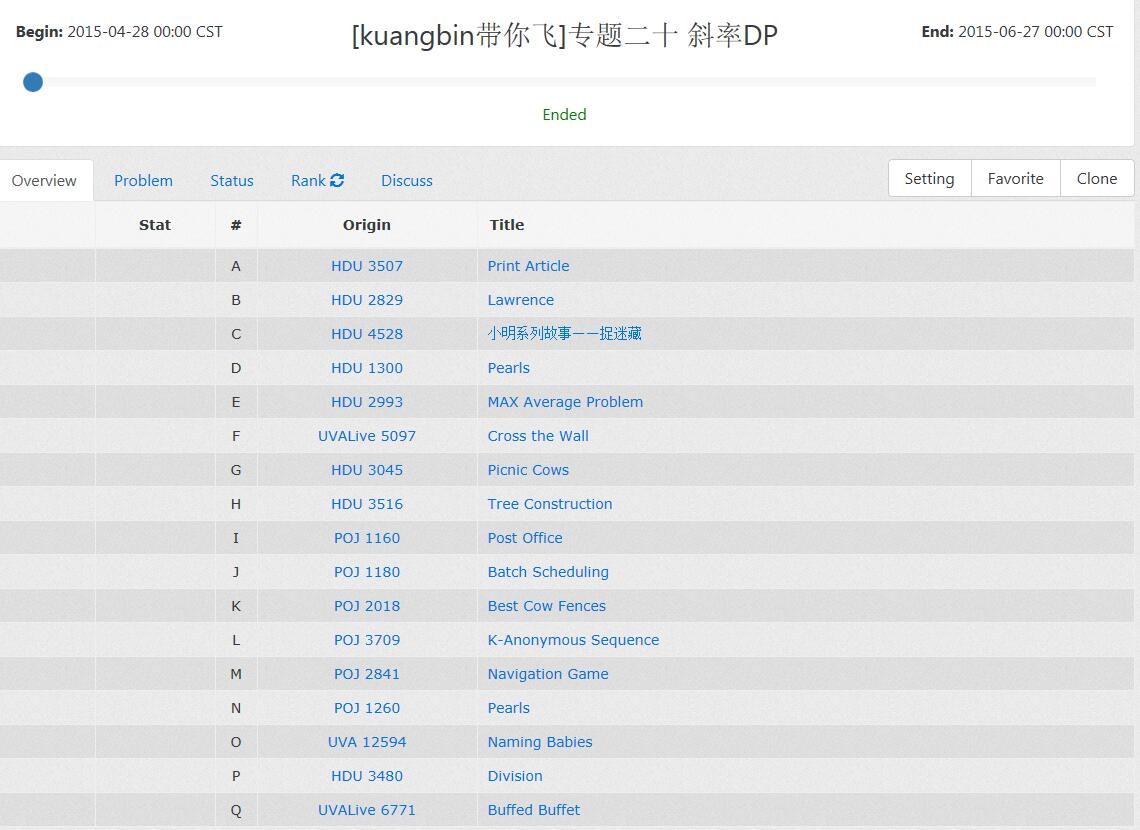 Begin: 2015-04-28 00:00 CST [kuangbin带你飞]专题二十 斜率DP End: 2015-06-27 00:00 CST
Ended
Overview Problem Status Rank Discuss Setting Favorite Clone
Stat # Origin Title
A HDU 3507 Print Article
B HDU 2829 Lawrence
C HDU 4528 小明系列故事——捉迷藏
D HDU 1300 Pearls
E HDU 2993 MAX Average Problem
F UVALive 5097 Cross the Wall
G HDU 3045 Picnic Cows
H HDU 3516 Tree Construction
I POJ 1160 Post Office
J POJ 1180 Batch Scheduling
K POJ 2018 Best Cow Fences
L POJ 3709 K-Anonymous Sequence
M POJ 2841 Navigation Game
N POJ 1260 Pearls
O UVA 12594 Naming Babies
P HDU 3480 Division
Q UVALive 6771 Buffed Buffet